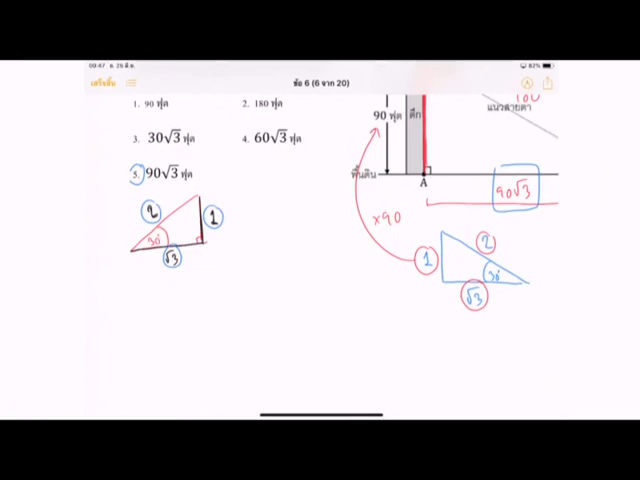 09:47 อ. 25 มี.ค. 82%
เสร็จสิ้น ข้อ 6 (6 จาก 20)
1. 90 ฟุต 2. 180 ฟุต
3. 30√3 ฟุต 4. 60√3 ฟุต
5. 90√3 ฟุต
180
แนวสายตา
90 ฟุต ตึก
พื้นดิน A
90√3
×90
2 1
30°
√3
1 2
30°
√3